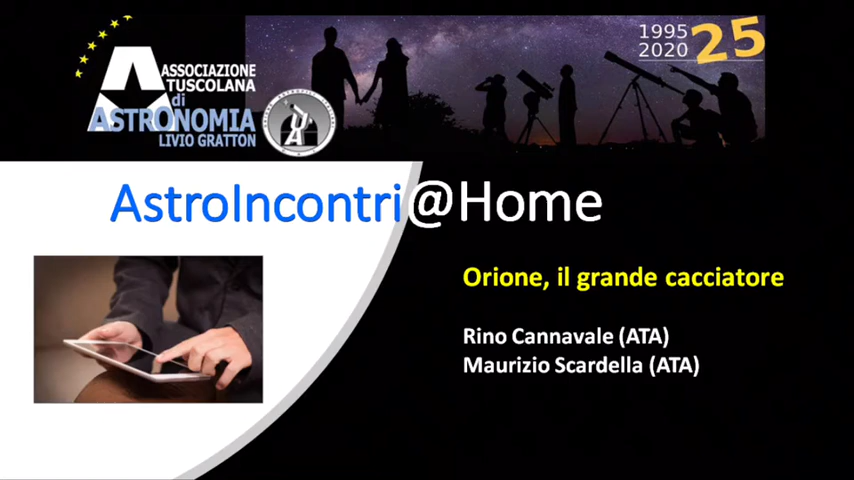 ASSOCIAZIONE
TUSCOLANA
di
ASTRONOMIA
LIVIO GRATTON
1995
2020
25
AstroIncontri@Home
Orione, il grande cacciatore
Rino Cannavale (ATA)
Maurizio Scardella (ATA)